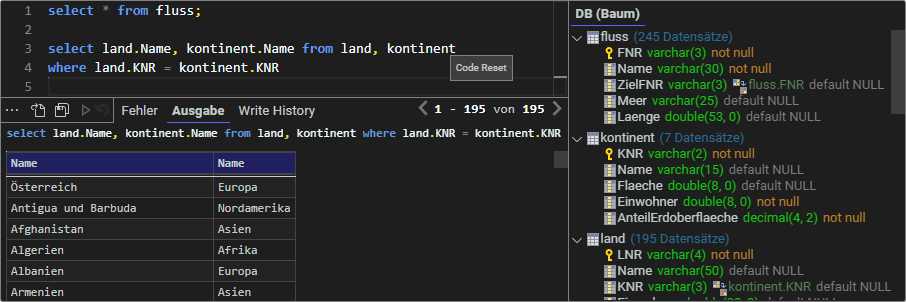 1 select * from fluss;
2
3 select land.Name, kontinent.Name from land, kontinent
4 where land.KNR = kontinent.KNR
5
Code Reset
Fehler Ausgabe Write History 1 - 195 von 195
select land.Name, kontinent.Name from land, kontinent where land.KNR = kontinent.KNR
Name Name
Österreich Europa
Antigua und Barbuda Nordamerika
Afghanistan Asien
Algerien Afrika
Albanien Europa
Armenien Asien
DB (Baum)
fluss (245 Datensätze)
FNR varchar(3) not null
Name varchar(30) not null
ZielFNR varchar(3) fluss.FNR default NULL
Meer varchar(25) default NULL
Laenge double(53, 0) default NULL
kontinent (7 Datensätze)
KNR varchar(2) not null
Name varchar(15) default NULL
Flaeche double(8, 0) default NULL
Einwohner double(8, 0) not null
AnteilErdoberflaeche decimal(4, 2) not null
land (195 Datensätze)
LNR varchar(4) not null
Name varchar(50) default NULL
KNR varchar(3) kontinent.KNR default NULL